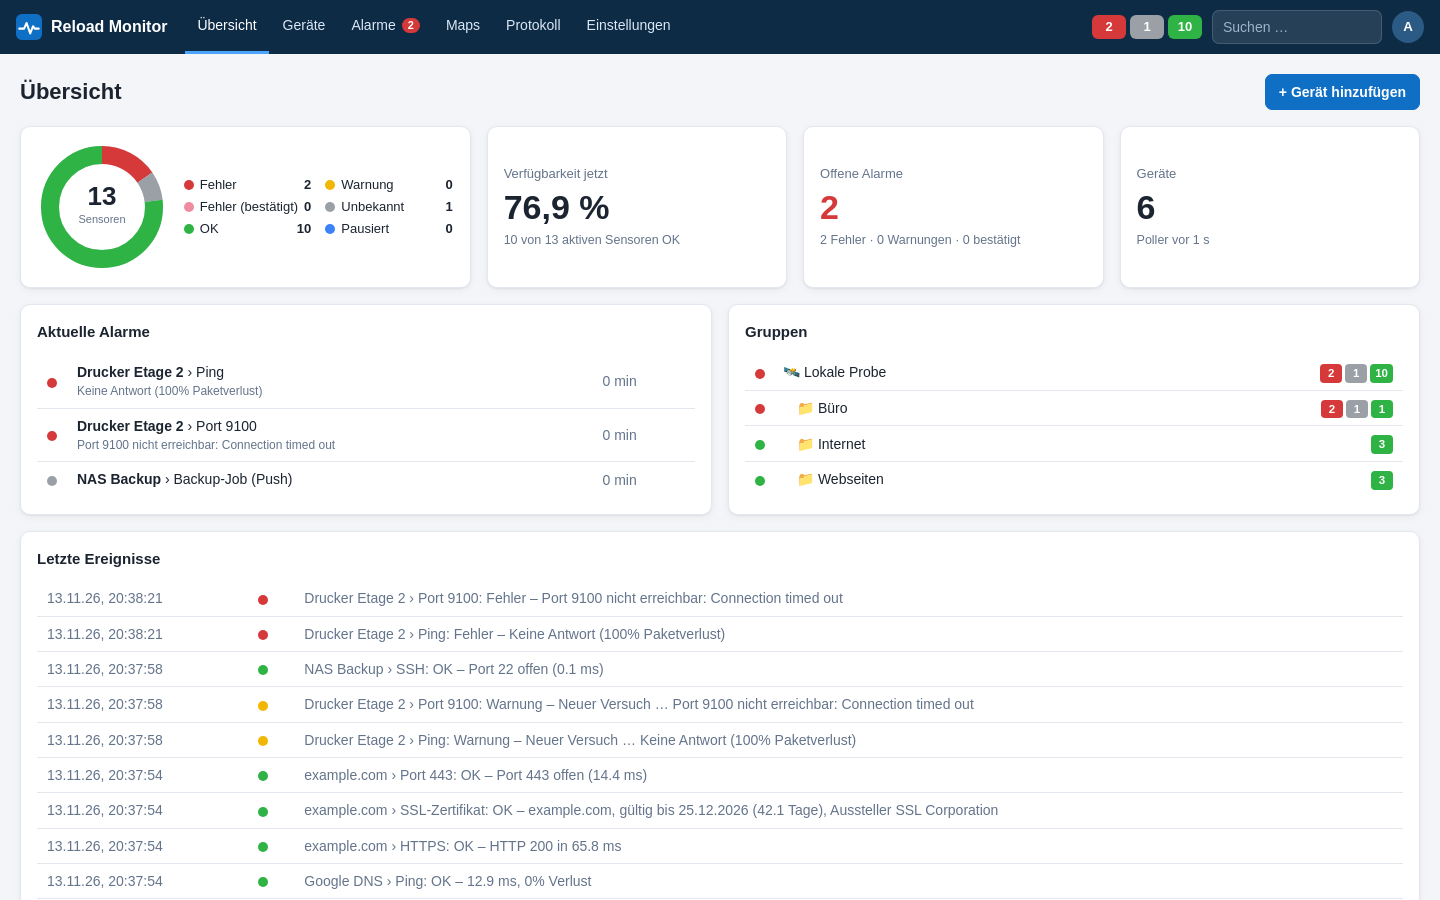 Reload Monitor
Übersicht
Geräte
Alarme 2
Maps
Protokoll
Einstellungen
2 1 10
Suchen …
A
Übersicht
+ Gerät hinzufügen
13
Sensoren
Fehler 2
Warnung 0
Fehler (bestätigt) 0
Unbekannt 1
OK 10
Pausiert 0
Verfügbarkeit jetzt
76,9 %
10 von 13 aktiven Sensoren OK
Offene Alarme
2
2 Fehler · 0 Warnungen · 0 bestätigt
Geräte
6
Poller vor 1 s
Aktuelle Alarme
Drucker Etage 2 › Ping
Keine Antwort (100% Paketverlust)
0 min
Drucker Etage 2 › Port 9100
Port 9100 nicht erreichbar: Connection timed out
0 min
NAS Backup › Backup-Job (Push)
0 min
Gruppen
Lokale Probe 2 1 10
Büro 2 1 1
Internet 3
Webseiten 3
Letzte Ereignisse
13.11.26, 20:38:21 Drucker Etage 2 › Port 9100: Fehler – Port 9100 nicht erreichbar: Connection timed out
13.11.26, 20:38:21 Drucker Etage 2 › Ping: Fehler – Keine Antwort (100% Paketverlust)
13.11.26, 20:37:58 NAS Backup › SSH: OK – Port 22 offen (0.1 ms)
13.11.26, 20:37:58 Drucker Etage 2 › Port 9100: Warnung – Neuer Versuch … Port 9100 nicht erreichbar: Connection timed out
13.11.26, 20:37:58 Drucker Etage 2 › Ping: Warnung – Neuer Versuch … Keine Antwort (100% Paketverlust)
13.11.26, 20:37:54 example.com › Port 443: OK – Port 443 offen (14.4 ms)
13.11.26, 20:37:54 example.com › SSL-Zertifikat: OK – example.com, gültig bis 25.12.2026 (42.1 Tage), Aussteller SSL Corporation
13.11.26, 20:37:54 example.com › HTTPS: OK – HTTP 200 in 65.8 ms
13.11.26, 20:37:54 Google DNS › Ping: OK – 12.9 ms, 0% Verlust